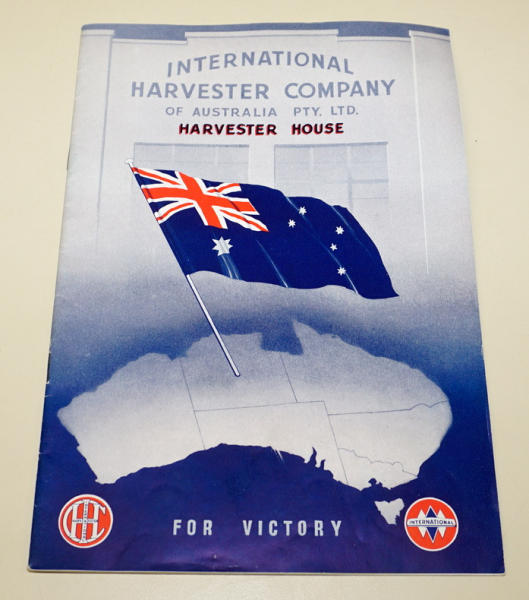 INTERNATIONAL
HARVESTER COMPANY
OF AUSTRALIA PTY. LTD.
HARVESTER HOUSE
FOR VICTORY
INTERNATIONAL